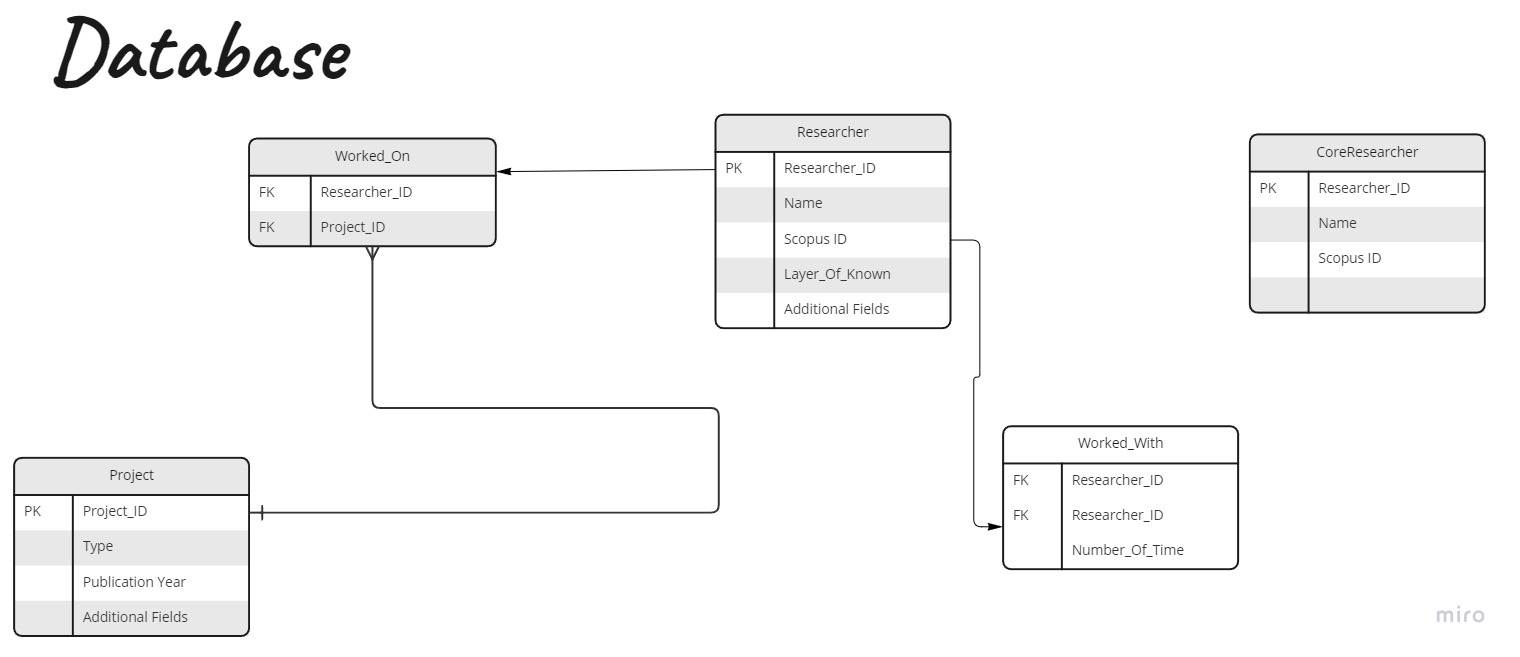 Database
Worked_On
FK Researcher_ID
FK Project_ID
Researcher
PK Researcher_ID
Name
Scopus ID
Layer_Of_Known
Additional Fields
CoreResearcher
PK Researcher_ID
Name
Scopus ID
Project
PK Project_ID
Type
Publication Year
Additional Fields
Worked_With
FK Researcher_ID
FK Researcher_ID
Number_Of_Time
miro